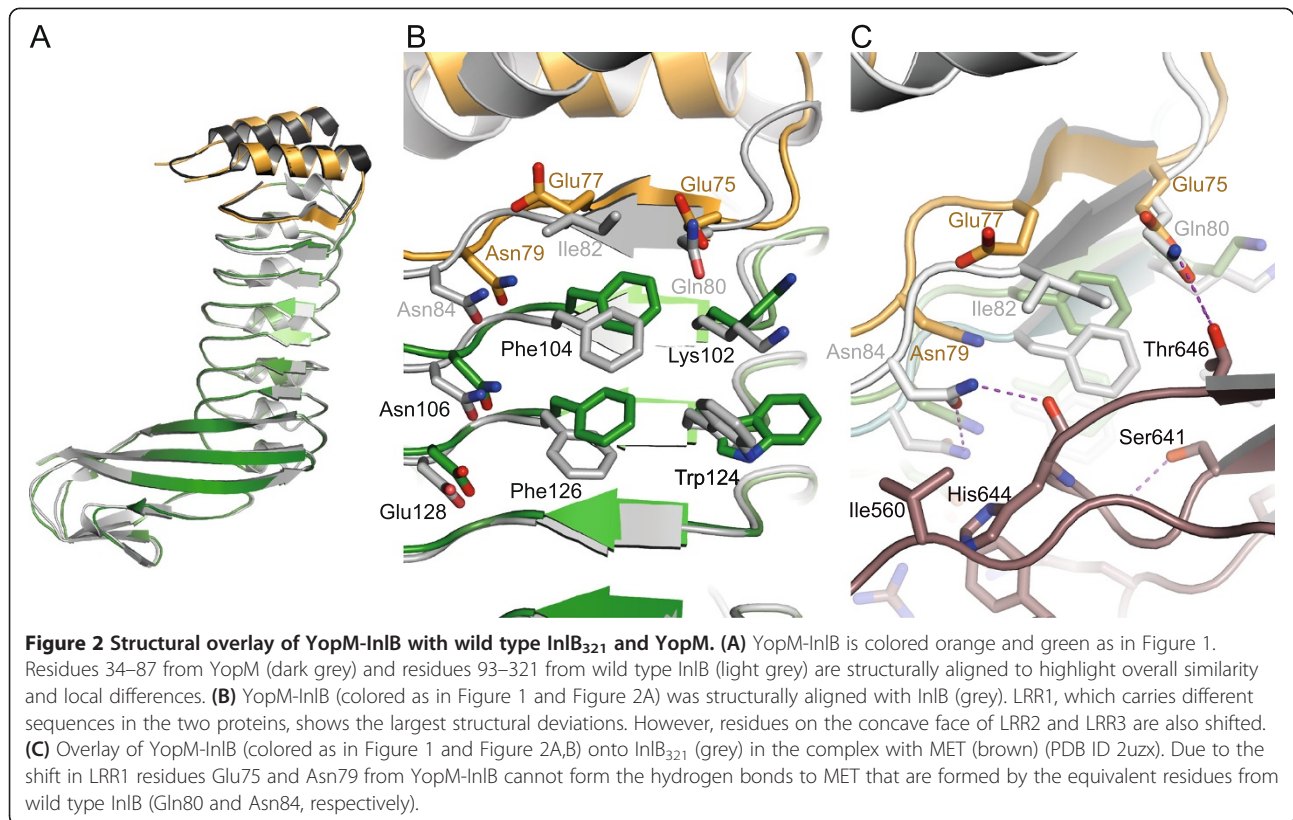 A
B
C
Glu77
Glu75
Asn79
Ile82
Gln80
Asn84
Phe104
Lys102
Asn106
Phe126
Trp124
Glu128
Glu75
Glu77
Gln80
Ile82
Asn84
Asn79
Thr646
Ser641
His644
Ile560
Figure 2 Structural overlay of YopM-InlB with wild type InlB321 and YopM. (A) YopM-InlB is colored orange and green as in Figure 1.
Residues 34–87 from YopM (dark grey) and residues 93–321 from wild type InlB (light grey) are structurally aligned to highlight overall similarity
and local differences. (B) YopM-InlB (colored as in Figure 1 and Figure 2A) was structurally aligned with InlB (grey). LRR1, which carries different
sequences in the two proteins, shows the largest structural deviations. However, residues on the concave face of LRR2 and LRR3 are also shifted.
(C) Overlay of YopM-InlB (colored as in Figure 1 and Figure 2A,B) onto InlB321 (grey) in the complex with MET (brown) (PDB ID 2uzx). Due to the
shift in LRR1 residues Glu75 and Asn79 from YopM-InlB cannot form the hydrogen bonds to MET that are formed by the equivalent residues from
wild type InlB (Gln80 and Asn84, respectively).